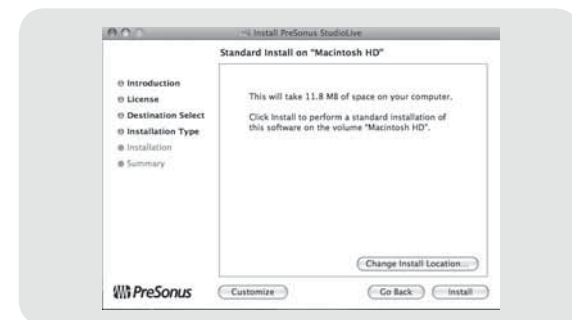 Install PreSonus StudioLive
Standard Install on "Macintosh HD"
Introduction
License
Destination Select
Installation Type
Installation
Summary
This will take 11.8 MB of space on your computer.
Click Install to perform a standard installation of
this software on the volume "Macintosh HD".
Change Install Location...
PreSonus
Customize
Go Back
Install